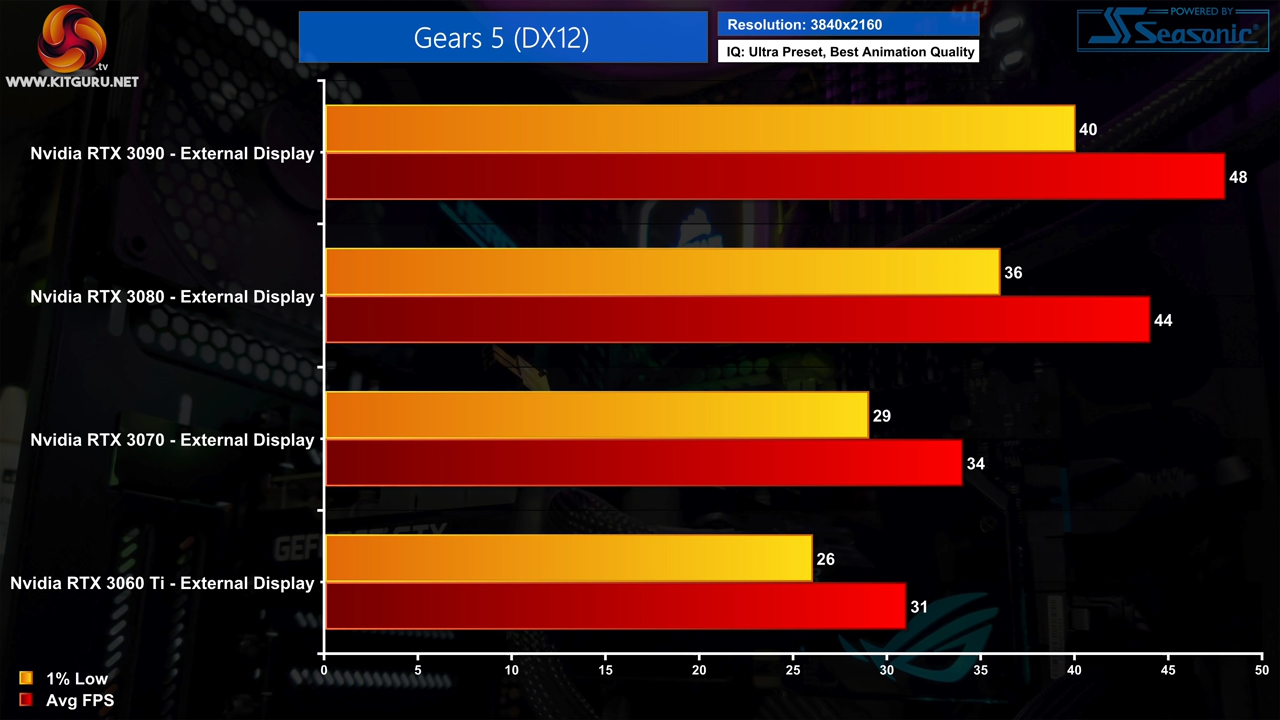 .tv
WWW.KITGURU.NET
Gears 5 (DX12)
Resolution: 3840x2160
IQ: Ultra Preset, Best Animation Quality
POWERED BY
Seasonic
Nvidia RTX 3090 - External Display
40
48
Nvidia RTX 3080 - External Display
36
44
Nvidia RTX 3070 - External Display
29
34
Nvidia RTX 3060 Ti - External Display
26
31
0 5 10 15 20 25 30 35 40 45 50
1% Low
Avg FPS